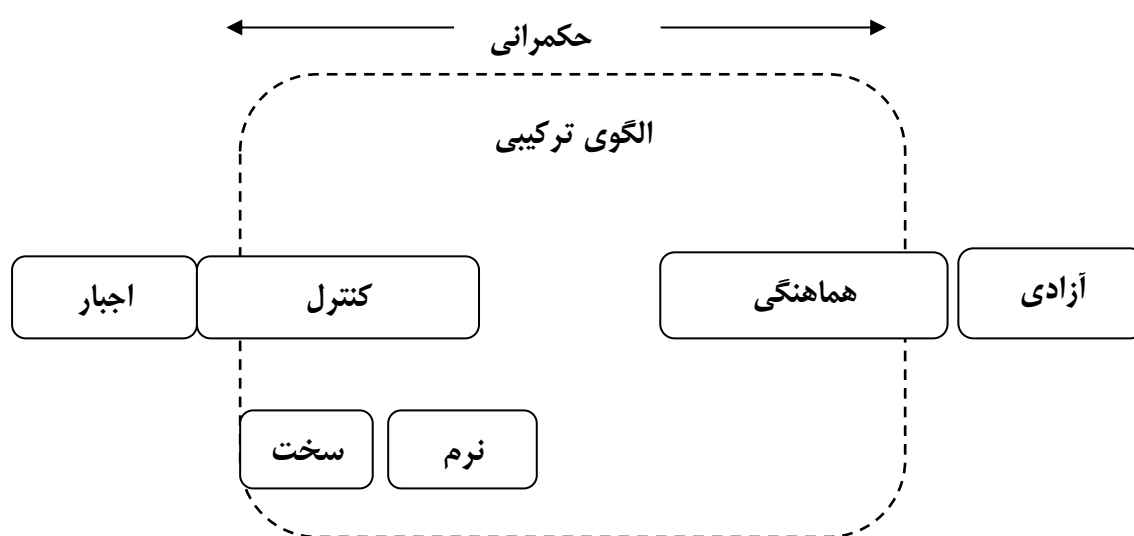 حکمرانی
الگوی ترکیبی
آزادی
هماهنگی
کنترل
اجبار
نرم
سخت